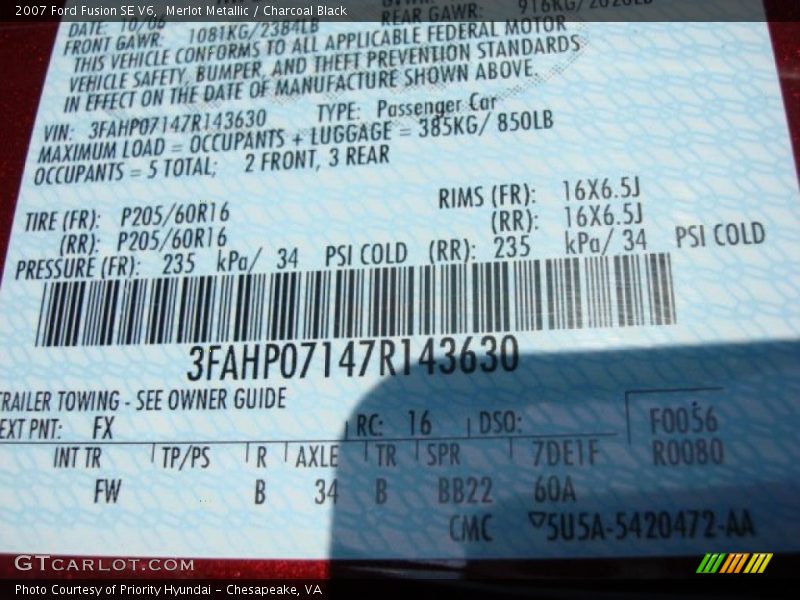 2007 Ford Fusion SE V6, Merlot Metallic / Charcoal Black
DATE: 10/06
REAR GAWR: 916KG/2020LB
FRONT GAWR: 1081KG/2384LB
THIS VEHICLE CONFORMS TO ALL APPLICABLE FEDERAL MOTOR
VEHICLE SAFETY, BUMPER, AND THEFT PREVENTION STANDARDS
IN EFFECT ON THE DATE OF MANUFACTURE SHOWN ABOVE
VIN: 3FAHP07147R143630 TYPE: Passenger Car
MAXIMUM LOAD = OCCUPANTS + LUGGAGE = 385KG/ 850LB
OCCUPANTS = 5 TOTAL; 2 FRONT, 3 REAR
TIRE (FR): P205/60R16 RIMS (FR): 16X6.5J
(RR): P205/60R16 (RR): 16X6.5J
PRESSURE (FR): 235 kPa/ 34 PSI COLD (RR): 235 kPa/ 34 PSI COLD
3FAHP07147R143630
TRAILER TOWING - SEE OWNER GUIDE
EXT PNT: FX RC: 16 DSO: F0056
INT TR TP/PS R AXLE TR SPR 7DE1F R0080
FW B 34 B BB22 60A
CMC ▽5U5A-5420472-AA
GTCARLOT.COM
Photo Courtesy of Priority Hyundai - Chesapeake, VA